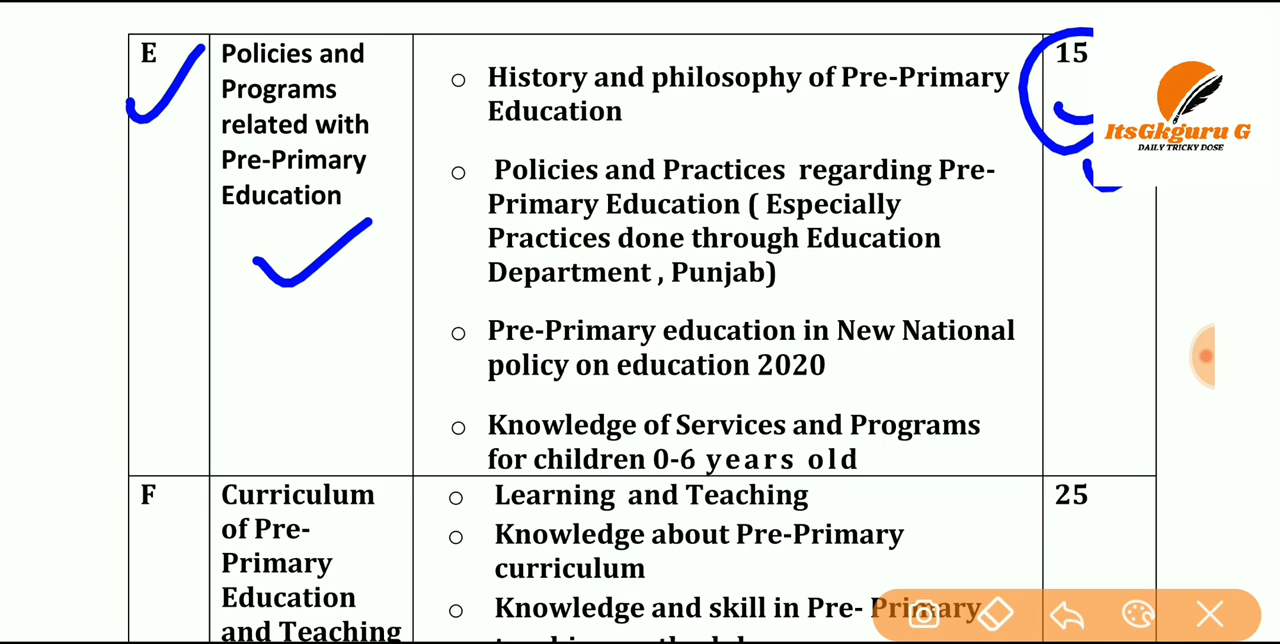 E
Policies and
Programs
related with
Pre-Primary
Education
○ History and philosophy of Pre-Primary
Education
○ Policies and Practices regarding Pre-
Primary Education ( Especially
Practices done through Education
Department , Punjab)
○ Pre-Primary education in New National
policy on education 2020
○ Knowledge of Services and Programs
for children 0-6 years old
15
ItsGkguru G
DAILY TRICKY DOSE
F
Curriculum
of Pre-
Primary
Education
and Teaching
○ Learning and Teaching
○ Knowledge about Pre-Primary
curriculum
○ Knowledge and skill in Pre- Primary
25